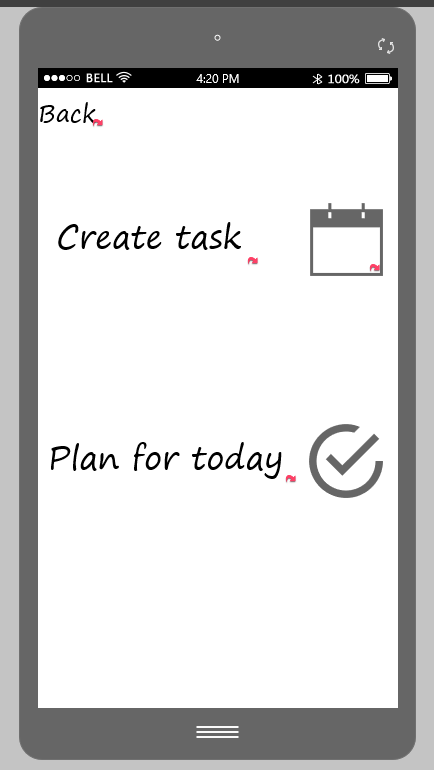 BELL 4:20 PM 100%
Back
Create task
Plan for today